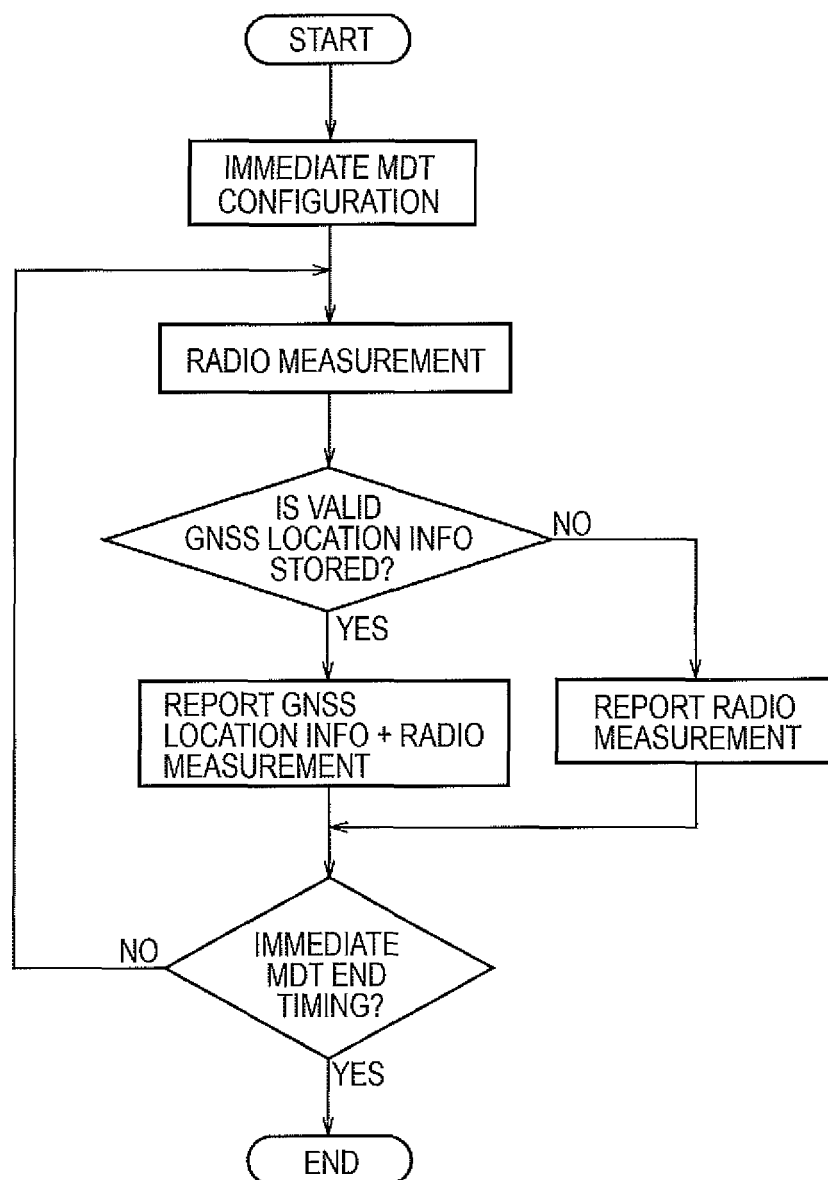 START
IMMEDIATE MDT
CONFIGURATION
RADIO MEASUREMENT
IS VALID
GNSS LOCATION INFO
STORED?
NO
YES
REPORT GNSS
LOCATION INFO + RADIO
MEASUREMENT
REPORT RADIO
MEASUREMENT
NO
IMMEDIATE
MDT END
TIMING?
YES
END